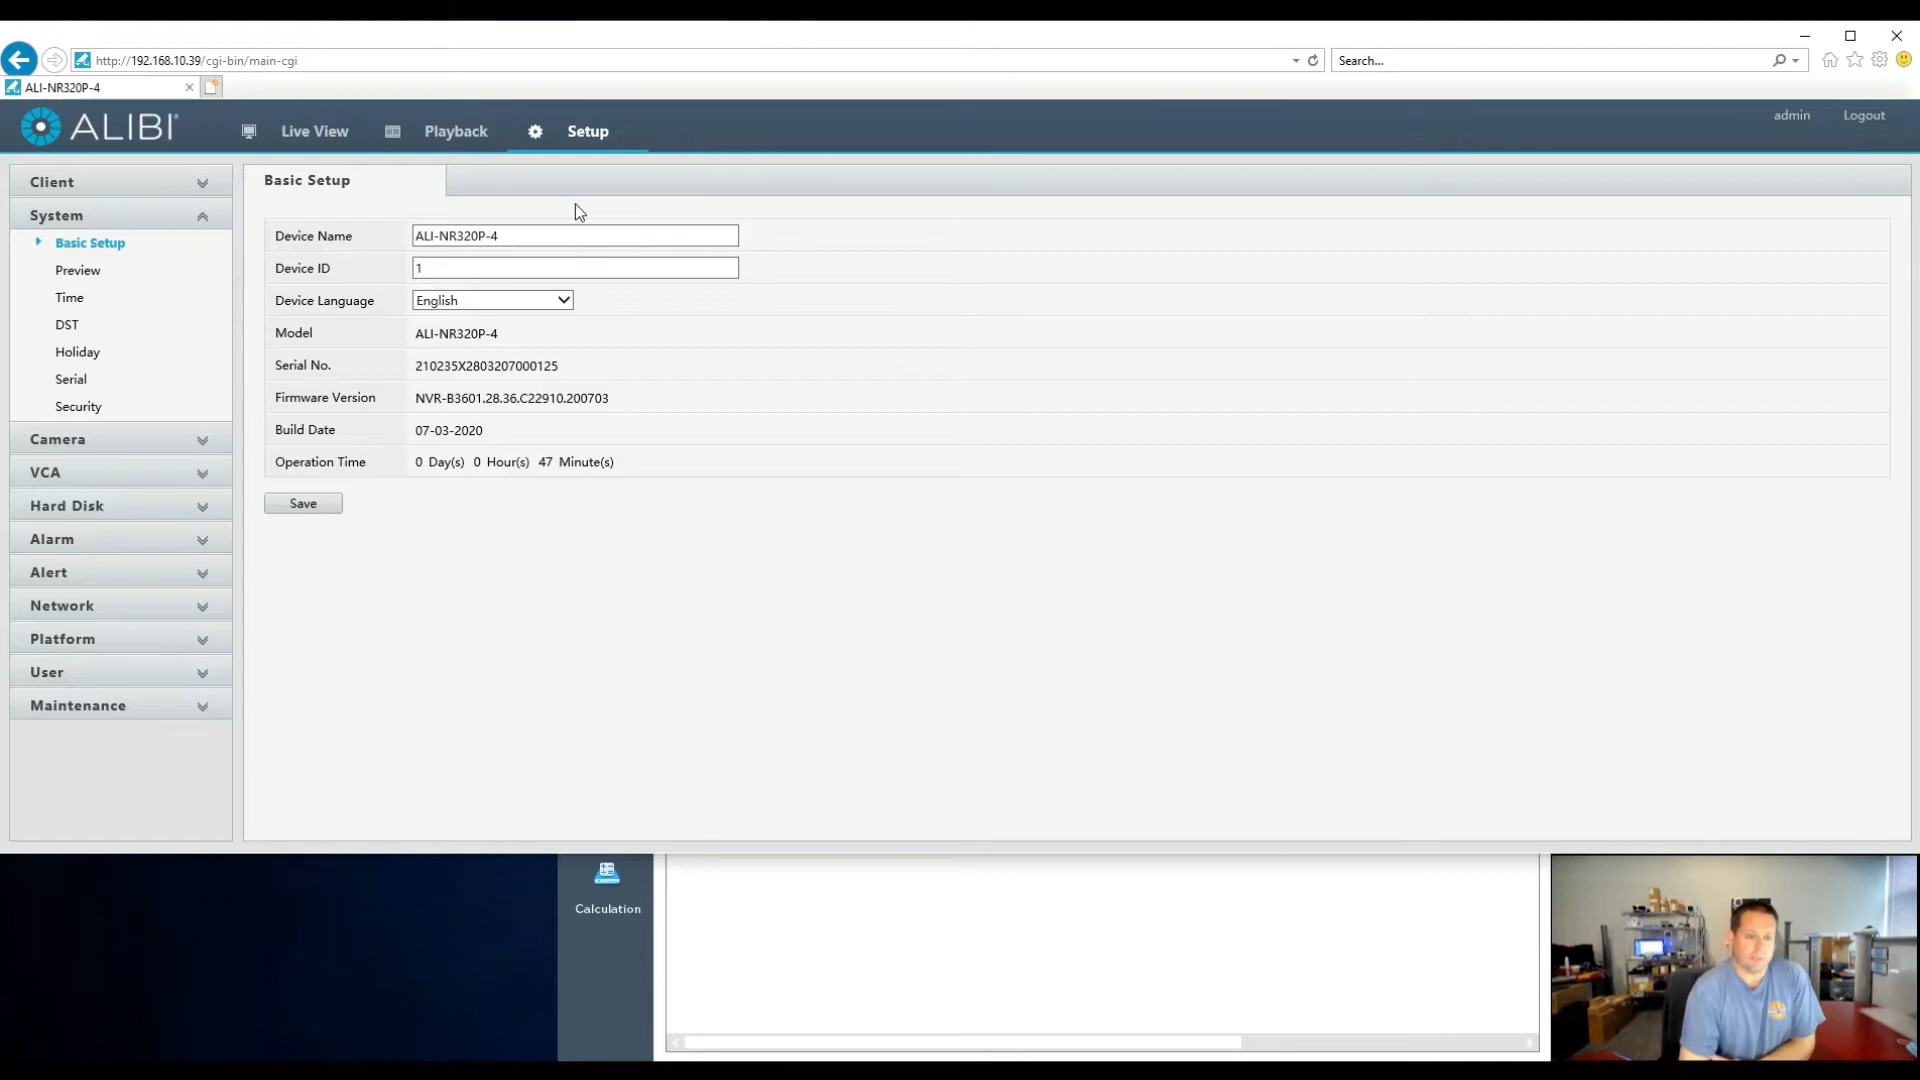 http://192.168.10.39/cgi-bin/main-cgi
Search...
ALI-NR320P-4
ALIBI
Live View
Playback
Setup
admin
Logout
Client
System
Basic Setup
Preview
Time
DST
Holiday
Serial
Security
Camera
VCA
Hard Disk
Alarm
Alert
Network
Platform
User
Maintenance
Basic Setup
Device Name ALI-NR320P-4
Device ID 1
Device Language English
Model ALI-NR320P-4
Serial No. 210235X2803207000125
Firmware Version NVR-B3601.28.36.C22910.200703
Build Date 07-03-2020
Operation Time 0 Day(s) 0 Hour(s) 47 Minute(s)
Save
Calculation